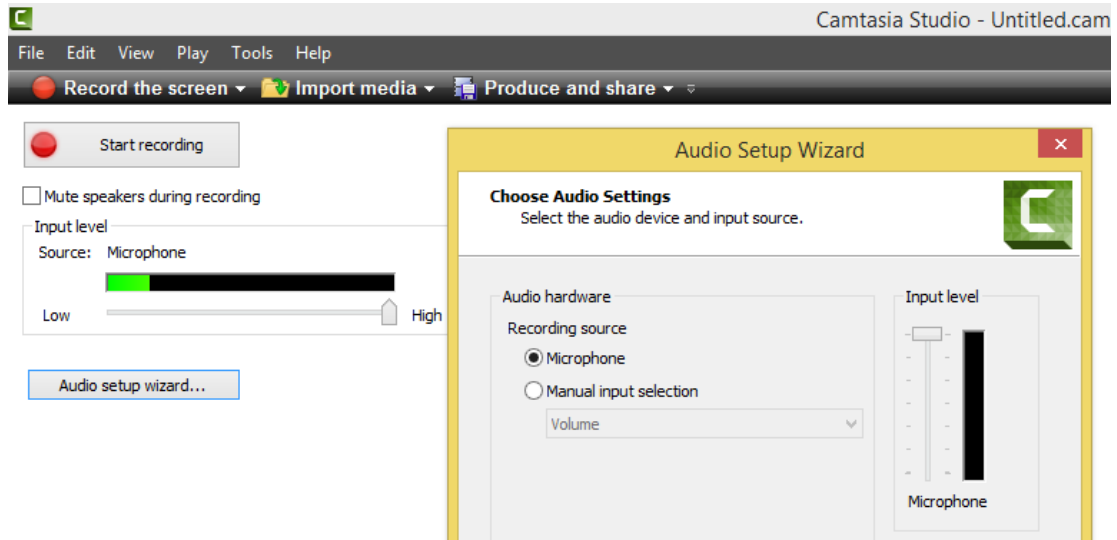 Camtasia Studio - Untitled.cam
File Edit View Play Tools Help
Record the screen Import media Produce and share
Start recording
Mute speakers during recording
Input level
Source: Microphone
Low High
Audio setup wizard...
Audio Setup Wizard
Choose Audio Settings
Select the audio device and input source.
Audio hardware
Recording source
Microphone
Manual input selection
Volume
Input level
Microphone